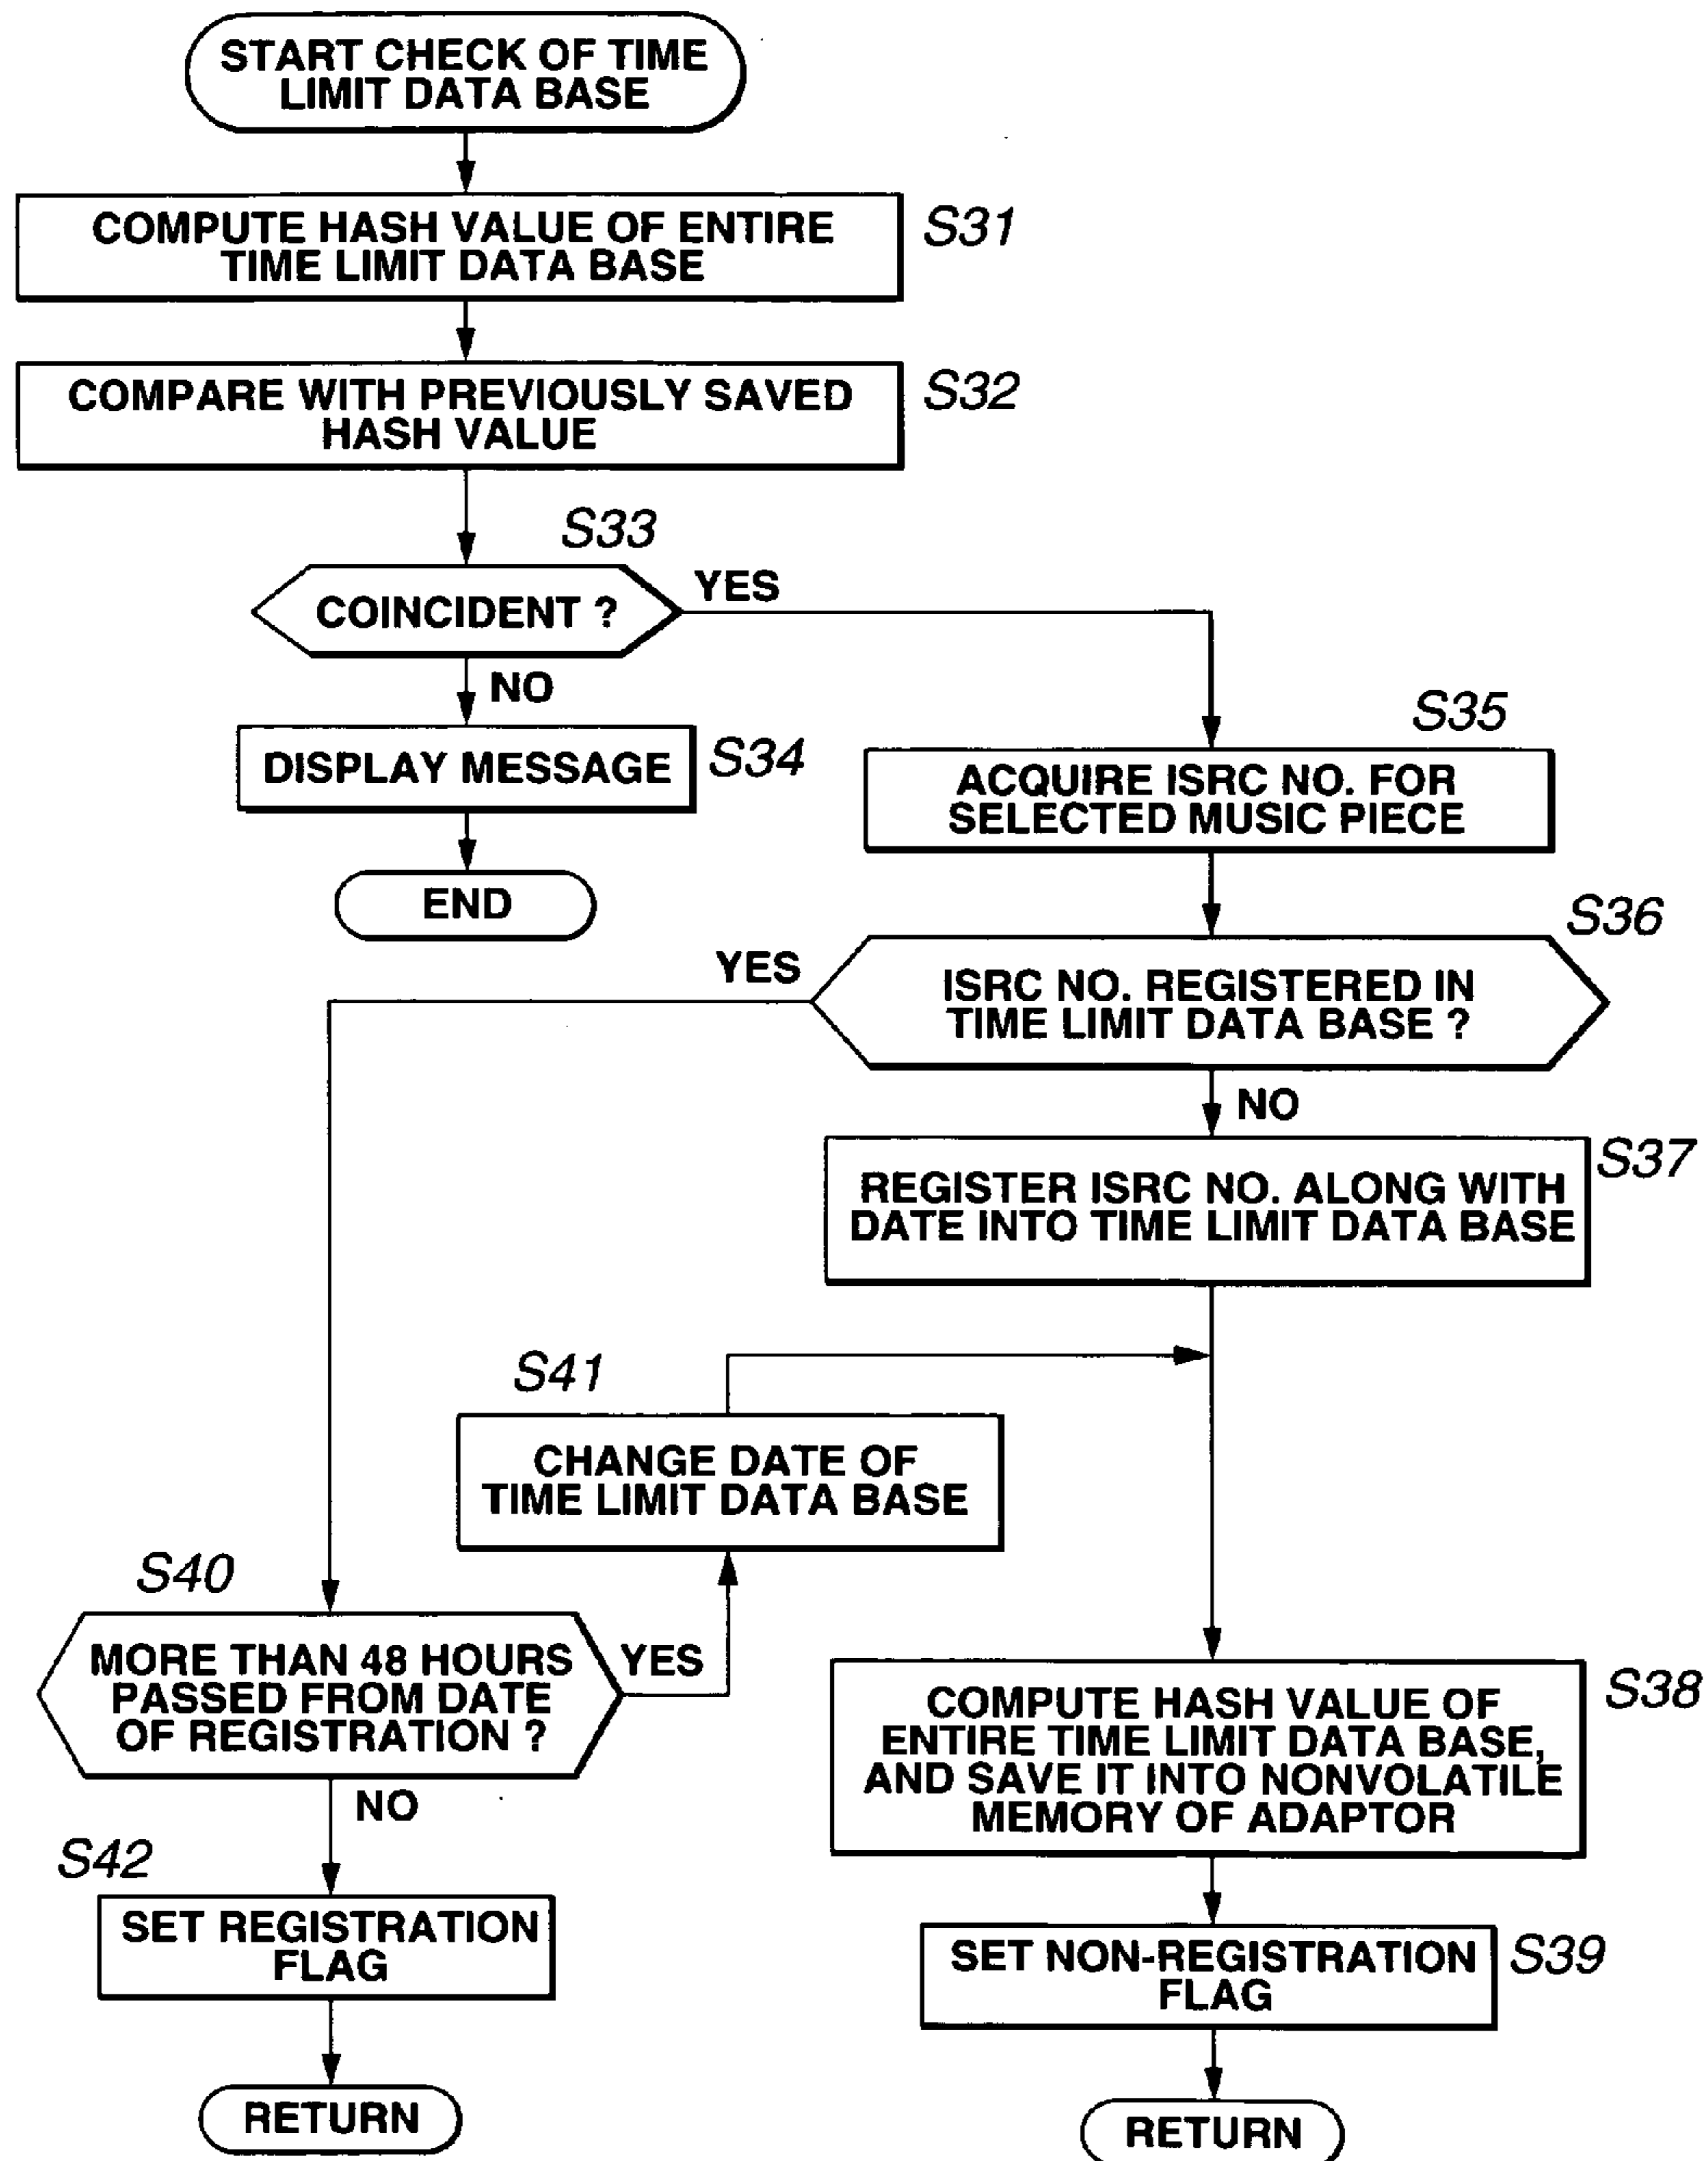 START CHECK OF TIME
LIMIT DATA BASE
COMPUTE HASH VALUE OF ENTIRE
TIME LIMIT DATA BASE
S31
COMPARE WITH PREVIOUSLY SAVED
HASH VALUE
S32
S33
COINCIDENT ?
YES
NO
DISPLAY MESSAGE
S34
END
S35
ACQUIRE ISRC NO. FOR
SELECTED MUSIC PIECE
S36
YES
ISRC NO. REGISTERED IN
TIME LIMIT DATA BASE ?
NO
S37
REGISTER ISRC NO. ALONG WITH
DATE INTO TIME LIMIT DATA BASE
S41
CHANGE DATE OF
TIME LIMIT DATA BASE
S40
MORE THAN 48 HOURS
PASSED FROM DATE
OF REGISTRATION ?
YES
NO
S38
COMPUTE HASH VALUE OF
ENTIRE TIME LIMIT DATA BASE,
AND SAVE IT INTO NONVOLATILE
MEMORY OF ADAPTOR
S42
SET REGISTRATION
FLAG
SET NON-REGISTRATION
FLAG
S39
RETURN
RETURN